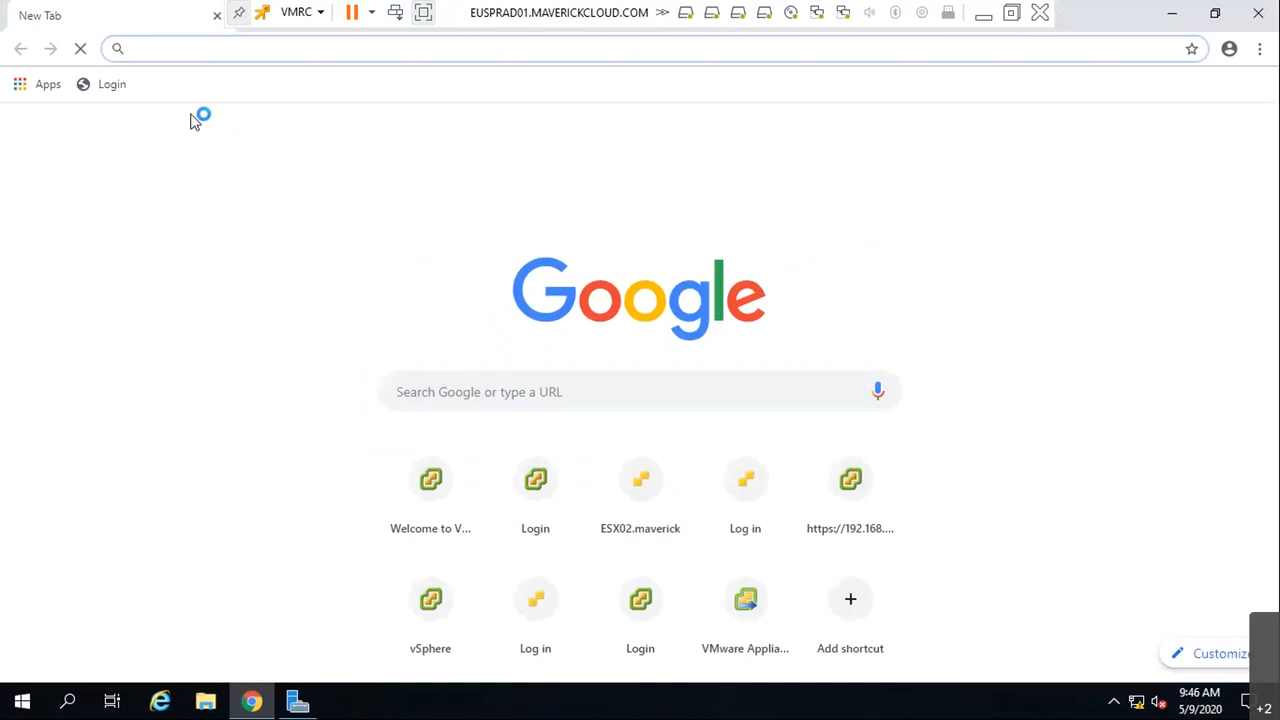 New Tab
VMRC
EUSPRAD01.MAVERICKCLOUD.COM
Apps
Login
Google
Search Google or type a URL
Welcome to V...
Login
ESX02.maverick
Log in
https://192.168....
vSphere
Log in
Login
VMware Applia...
Add shortcut
Customize
9:46 AM
5/9/2020
+2